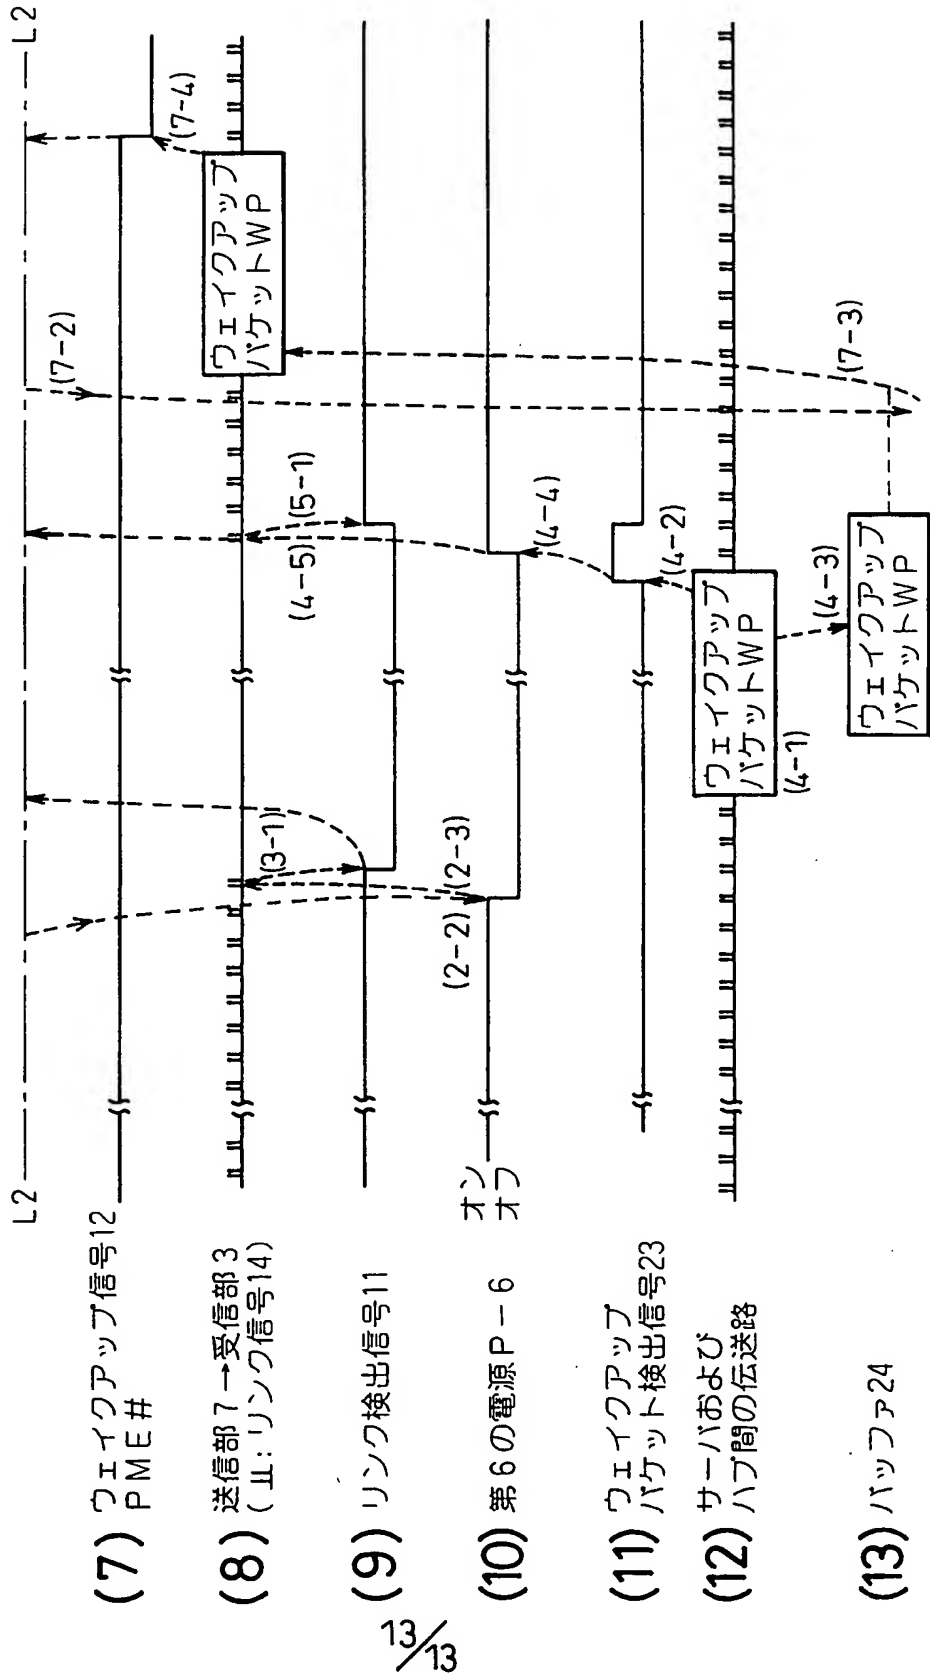 L2
L2
(7) ウェイクアップ信号12
PME#
(7-2)
(7-4)
(8) 送信部7→受信部3
(⊥⊥: リンク信号14)
(3-1)
(4-5)
(5-1)
ウェイクアップ
パケットWP
(9) リンク検出信号11
(10) 第6の電源P-6
オン
オフ
(2-2)
(2-3)
(4-4)
(11) ウェイクアップ
パケット検出信号23
(4-2)
(12) サーバおよび
ハブ間の伝送路
ウェイクアップ
パケットWP
(4-1)
(4-3)
(7-3)
(13) バッファ24
ウェイクアップ
パケットWP
13/13